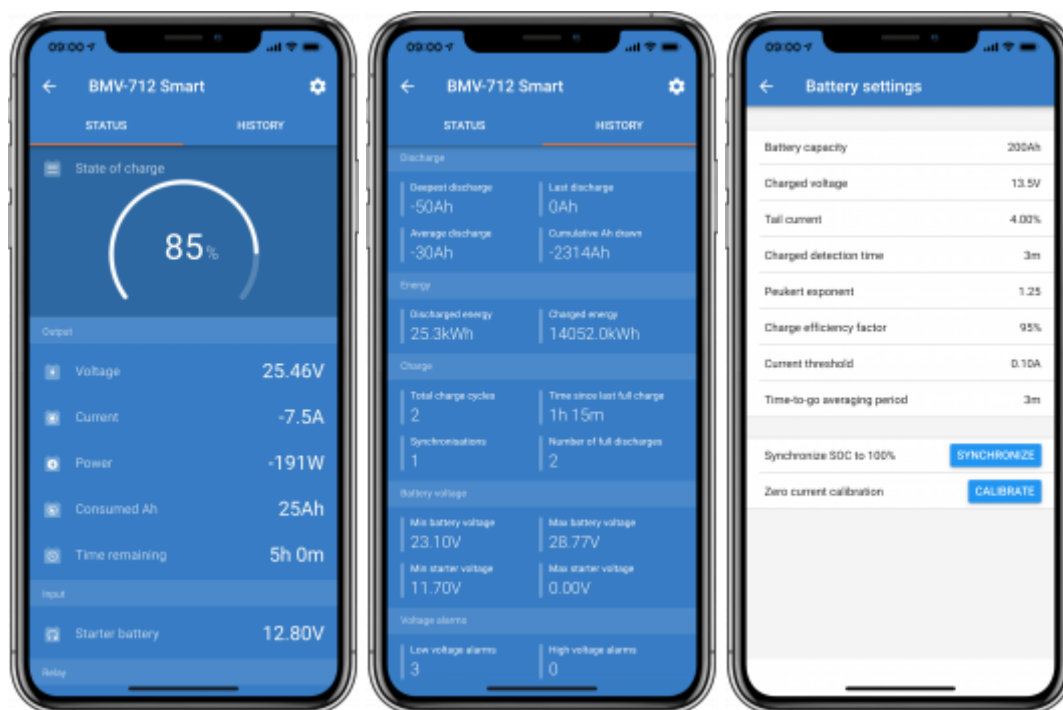 09:00
BMV-712 Smart
STATUS HISTORY
State of charge
85%
Output
Voltage 25.46V
Current -7.5A
Power -191W
Consumed Ah 25Ah
Time remaining 5h 0m
Input
Starter battery 12.80V
Relay
09:00
BMV-712 Smart
STATUS HISTORY
Discharge
Deepest discharge Last discharge
-50Ah 0Ah
Average discharge Cumulative Ah drawn
-30Ah -2314Ah
Energy
Discharged energy Charged energy
25.3kWh 14052.0kWh
Charge
Total charge cycles Time since last full charge
2 1h 15m
Synchronisations Number of full discharges
1 2
Battery voltage
Min battery voltage Max battery voltage
23.10V 28.77V
Min starter voltage Max starter voltage
11.70V 0.00V
Voltage alarms
Low voltage alarms High voltage alarms
3 0
09:00
Battery settings
Battery capacity 200Ah
Charged voltage 13.5V
Tail current 4.00%
Charged detection time 3m
Peukert exponent 1.25
Charge efficiency factor 95%
Current threshold 0.10A
Time-to-go averaging period 3m
Synchronize SOC to 100% SYNCHRONIZE
Zero current calibration CALIBRATE